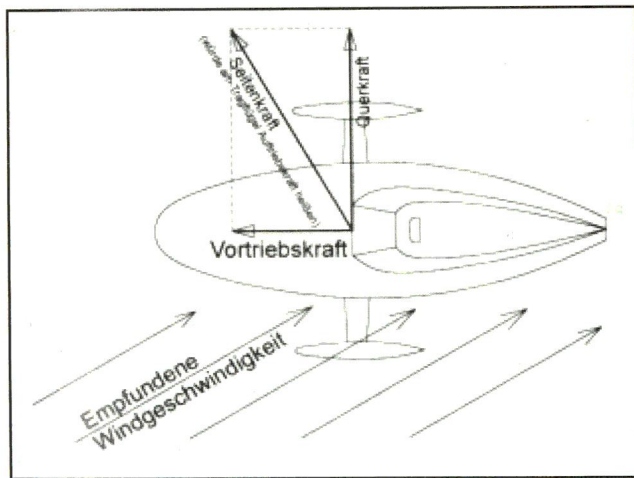 Seitenkraft
(würde am Tragflügel Auftriebskraft heißen)
Querkraft
Vortriebskraft
Empfundene
Windgeschwindigkeit